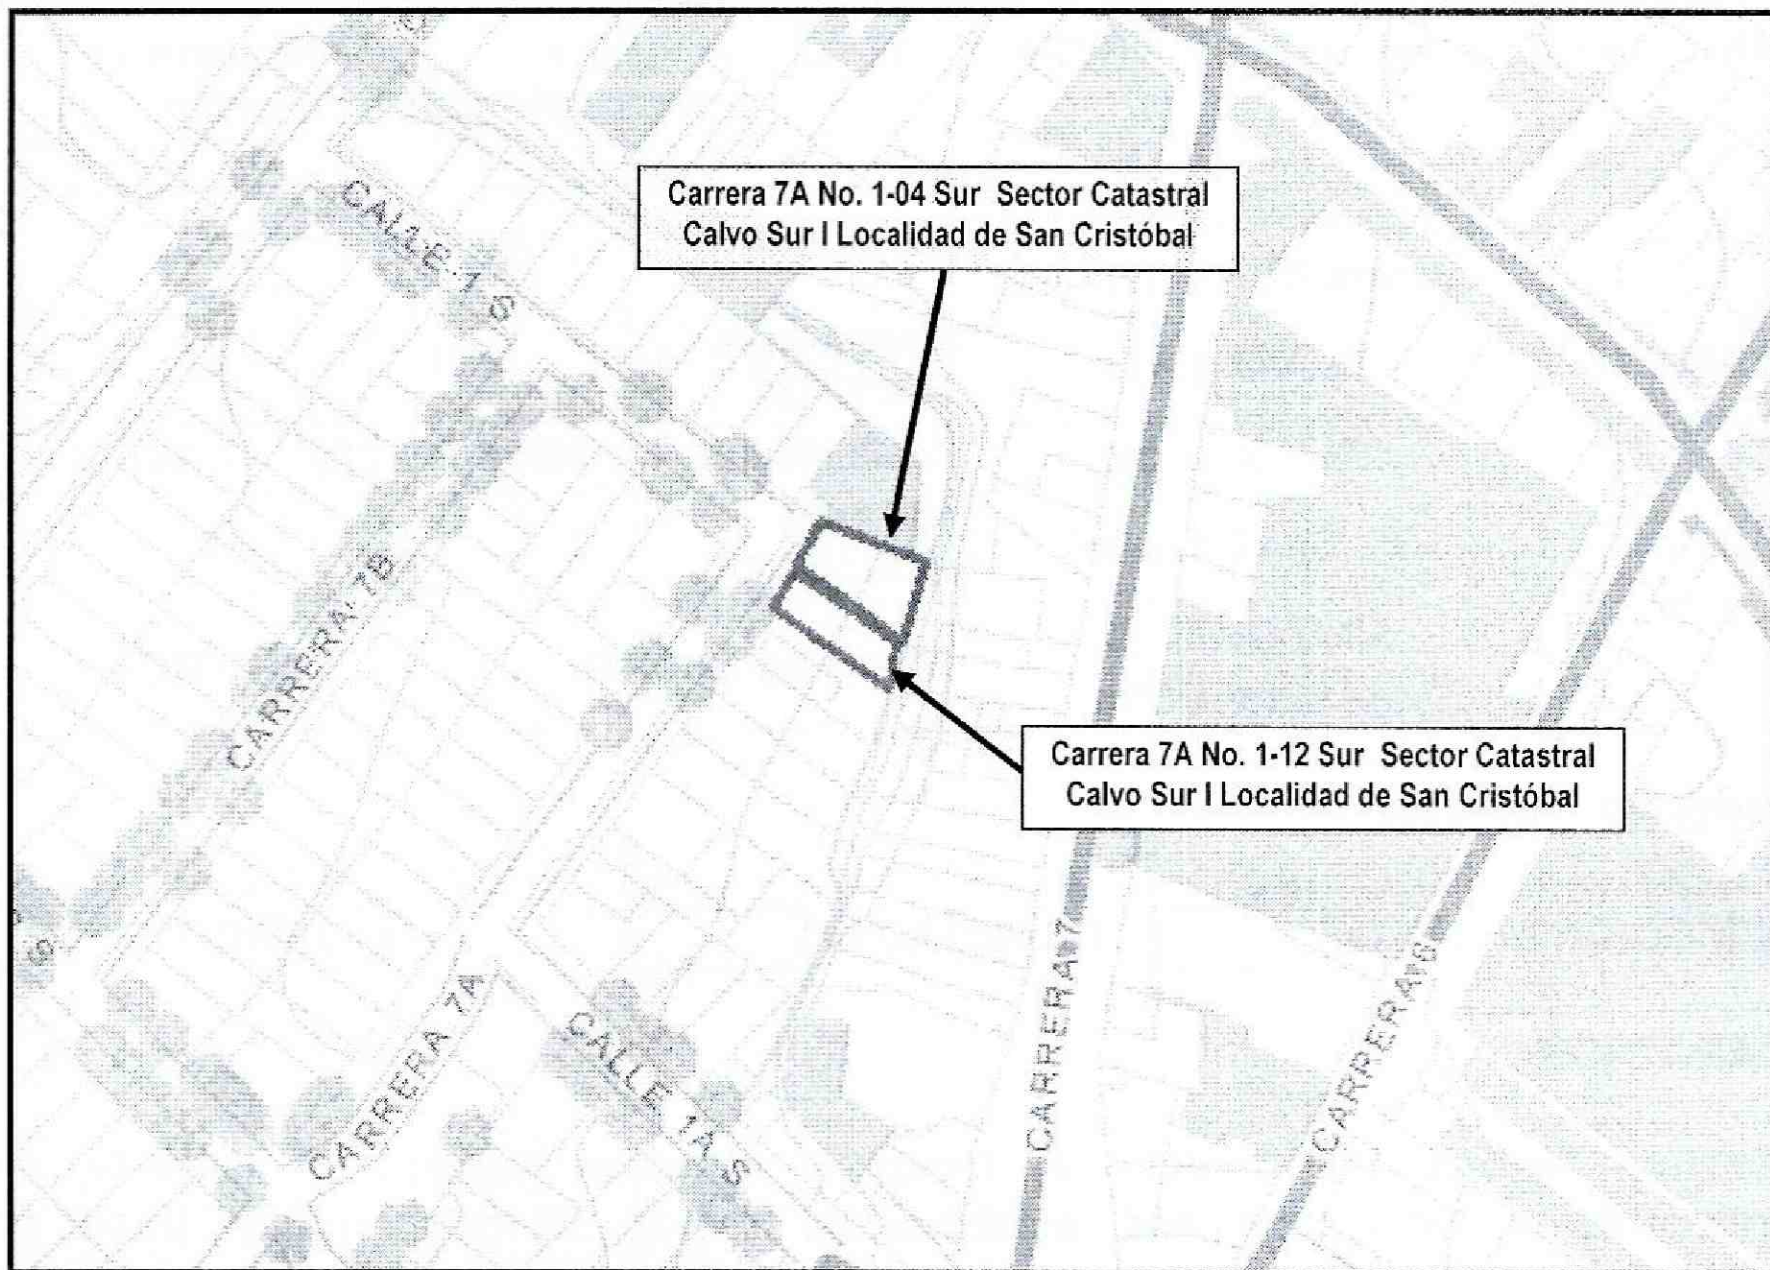 CALLE 1 S
Carrera 7A No. 1-04 Sur Sector Catastral
Calvo Sur I Localidad de San Cristóbal
CARRERA 7B
Carrera 7A No. 1-12 Sur Sector Catastral
Calvo Sur I Localidad de San Cristóbal
S
CARRERA 7A
CALLE 1A S
CARRERA 7
CARRERA 6